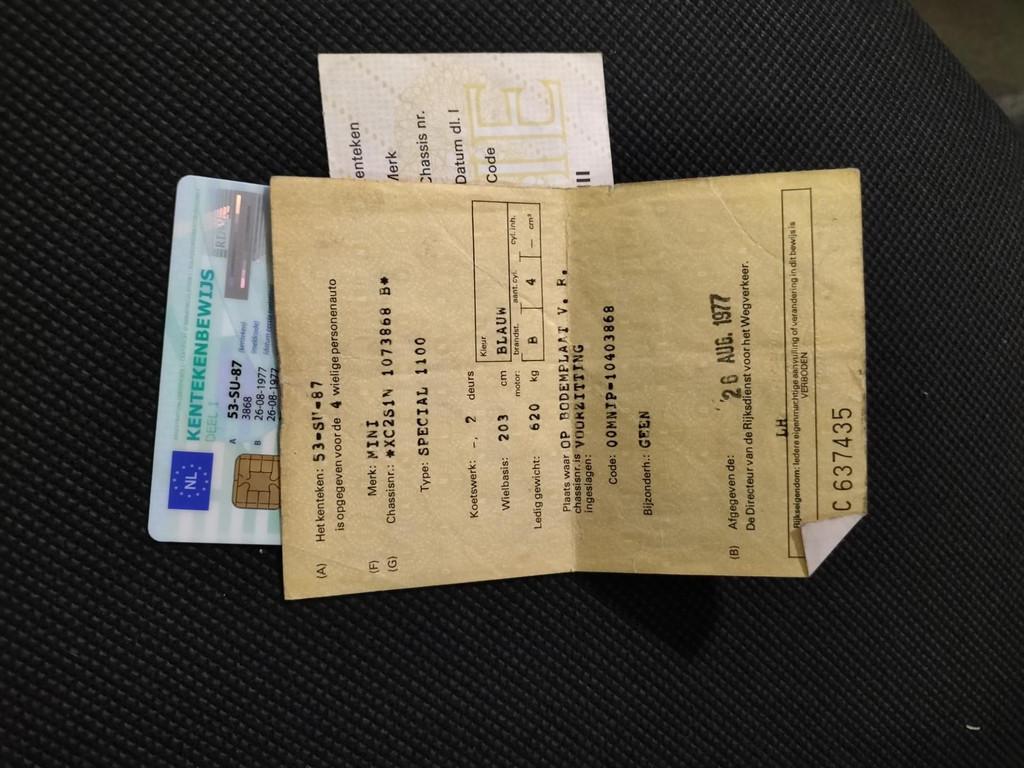 KENTEKENBEWIJS
DEEL I
NL
A 53-SU-87 (kenteken)
3868 (meldcode)
B 26-08-1977
26-08-1977
enteken
Merk
Chassis nr.
Datum dl. I
Code
III
(A) Het kenteken: 53-SU-87
is opgegeven voor de 4 wielige personenauto
(F) Merk: MINI
(G) Chassisnr.: *XC2S1N 1073868 B*
Type: SPECIAL 1100
Koetswerk: -, 2 deurs
Kleur
BLAUW
Wielbasis: 203 cm
motor: brandst. aant. cyl. cyl. inh.
B 4 — cm³
Ledig gewicht: 620 kg
Plaats waar OP BODEMPLAAT V. R.
chassisnr. is VOORZITTING
ingeslagen:
Code: 00MNJP-10403868
Bijzonderh.: GEEN
(B) Afgegeven de: 26 AUG. 1977
De Directeur van de Rijksdienst voor het Wegverkeer.
LH
Rijkseigendom: Iedere eigenmachtige aanvulling of verandering in dit bewijs is
VERBODEN
C 637435